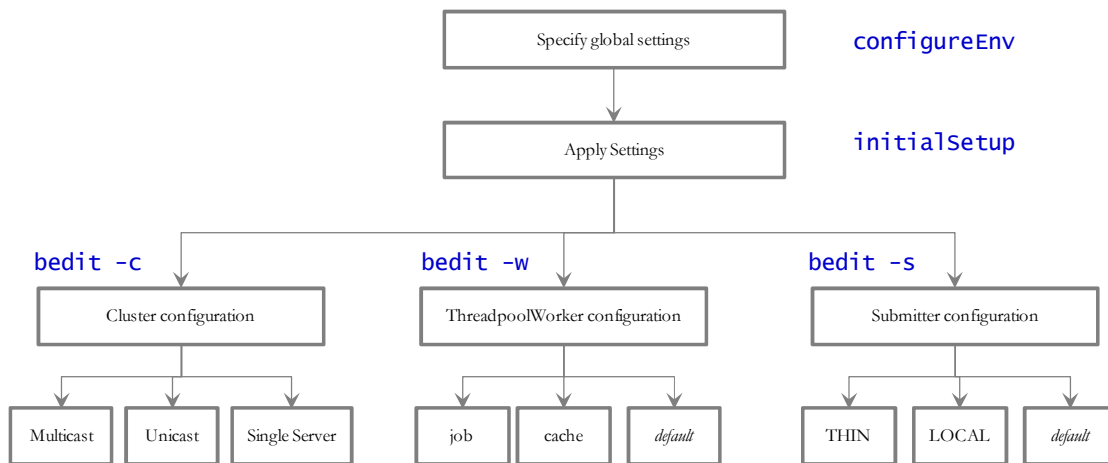 Specify global settings
configureEnv
Apply Settings
initialSetup
bedit -c
bedit -w
bedit -s
Cluster configuration
ThreadpoolWorker configuration
Submitter configuration
Multicast
Unicast
Single Server
job
cache
default
THIN
LOCAL
default